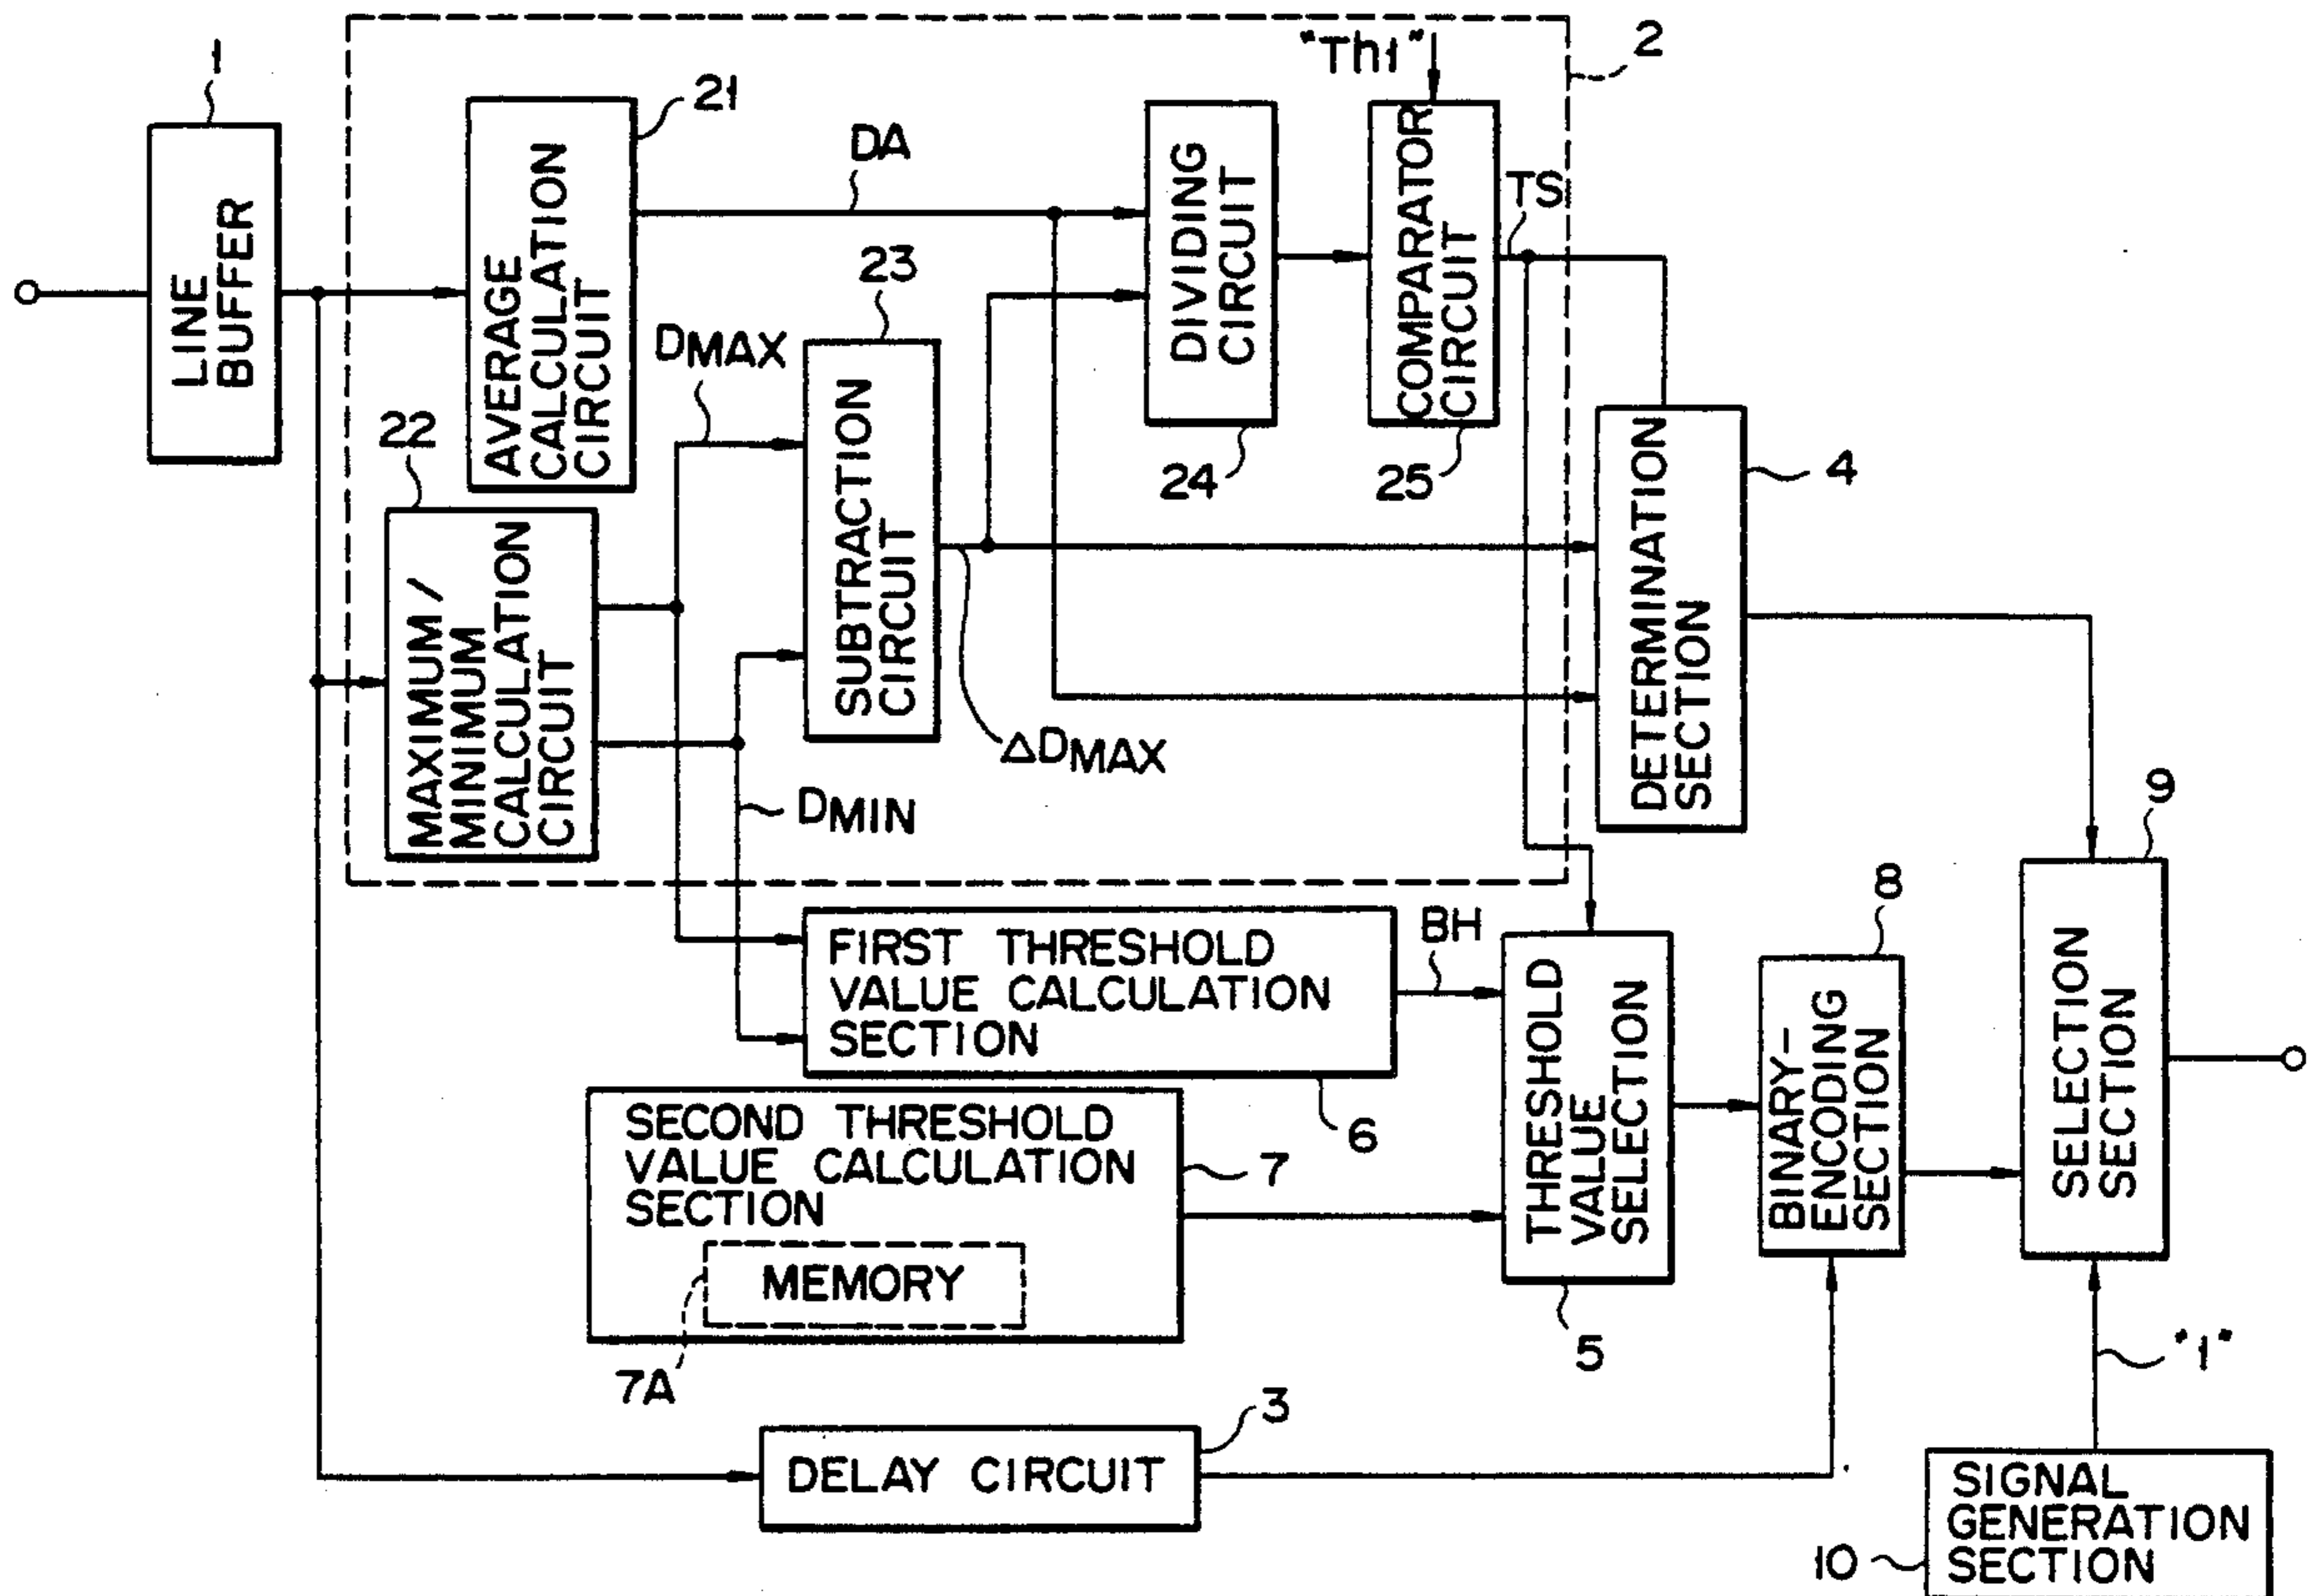 1
LINE
BUFFER
2
21
AVERAGE
CALCULATION
CIRCUIT
22
MAXIMUM /
MINIMUM
CALCULATION
CIRCUIT
DA
DMAX
DMIN
23
SUBTRACTION
CIRCUIT
ΔDMAX
DIVIDING
CIRCUIT
24
"Th1"
COMPARATOR
CIRCUIT
25
TS
DETERMINATION
SECTION
4
FIRST THRESHOLD
VALUE CALCULATION
SECTION
6
BH
SECOND THRESHOLD
VALUE CALCULATION
SECTION
7
MEMORY
7A
THRESHOLD
VALUE
SELECTION
5
8
BINARY-
ENCODING
SECTION
9
SELECTION
SECTION
"1"
3
DELAY CIRCUIT
SIGNAL
GENERATION
SECTION
10